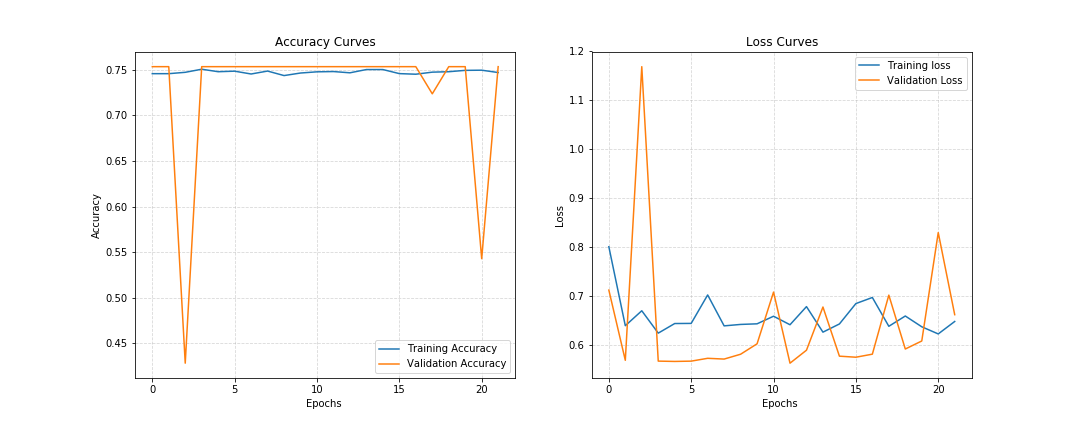 Accuracy Curves
0.75
0.70
0.65
0.60
0.55
0.50
0.45
Accuracy
0
5
10
15
20
Epochs
Training Accuracy
Validation Accuracy
Loss Curves
1.2
1.1
1.0
0.9
0.8
0.7
0.6
Loss
0
5
10
15
20
Epochs
Training loss
Validation Loss